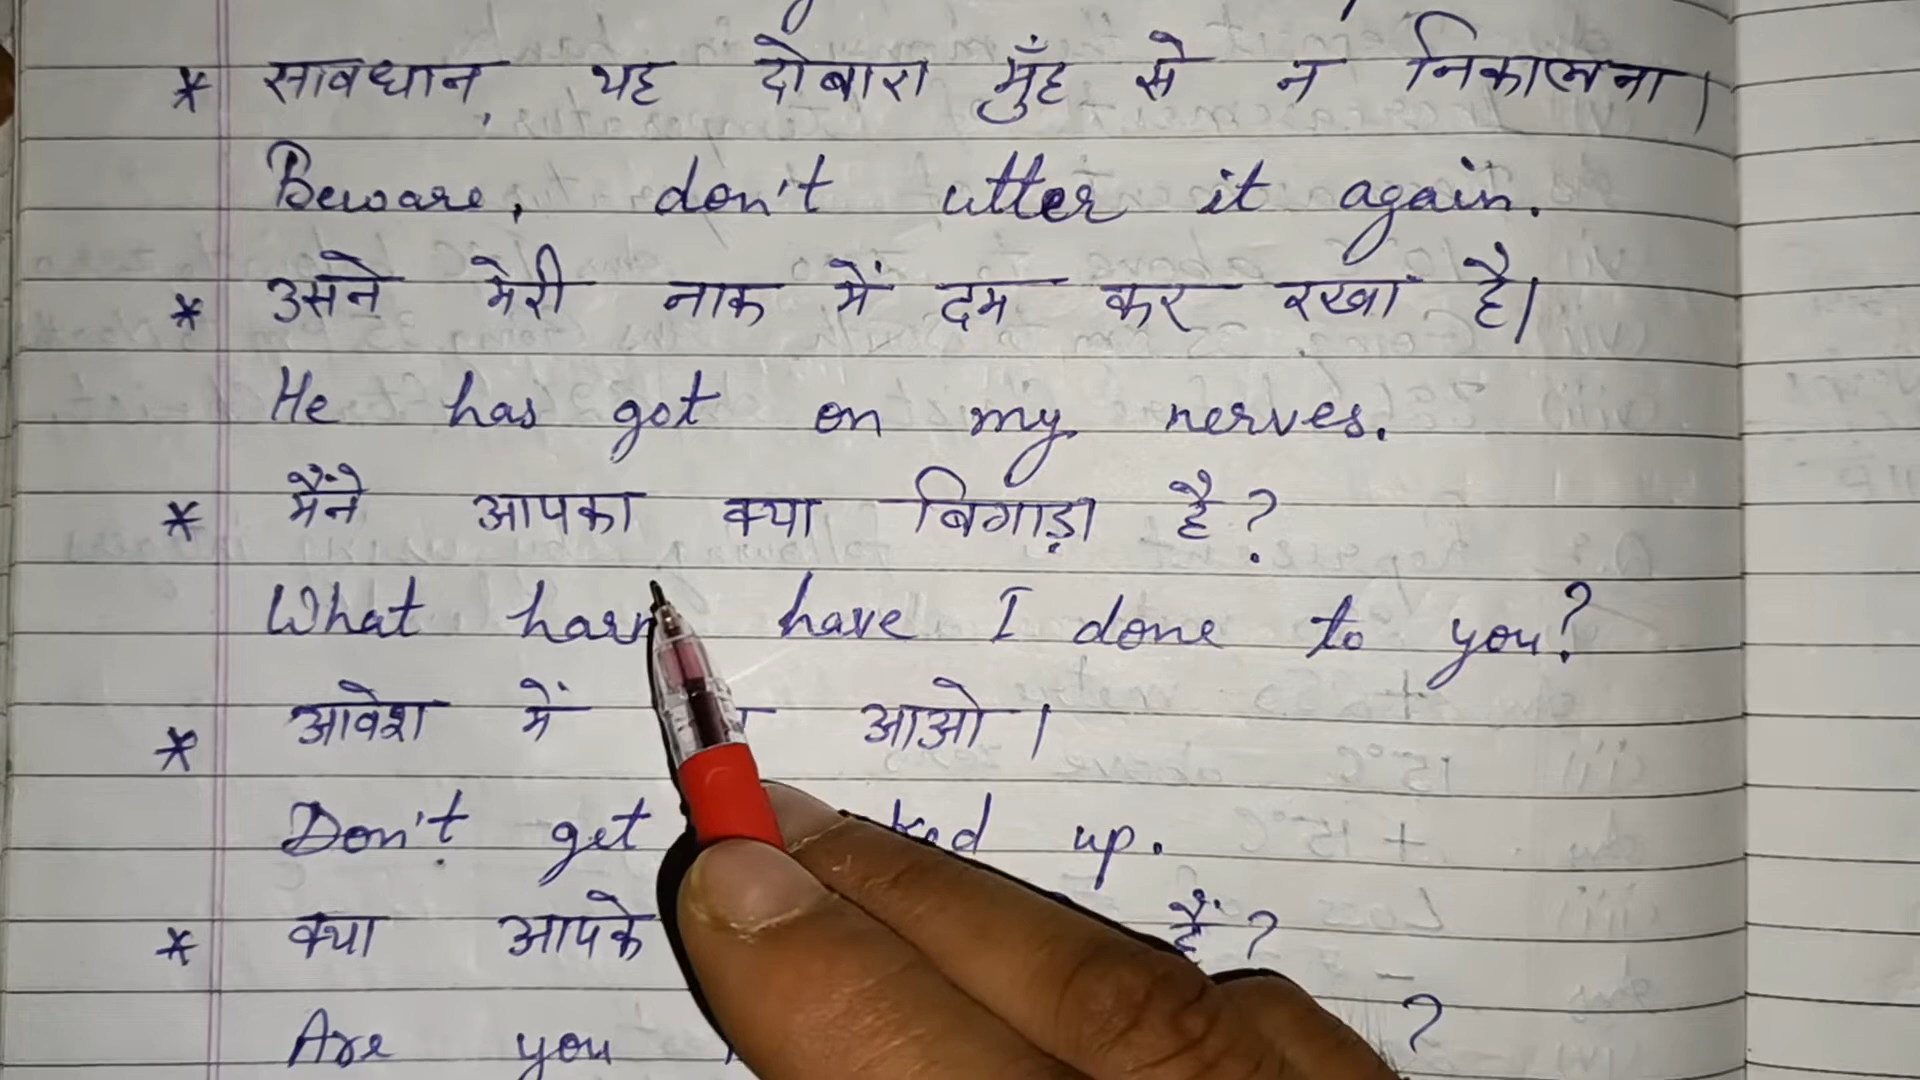 * सावधान, यह दोबारा मुँह से न निकालना।
Beware, don't utter it again.
* उसने मेरी नाक में दम कर रखा है।
He has got on my nerves.
* मैंने आपका क्या बिगाड़ा है?
What have I done to you?
* आवेश में आओ।
Don't get up.
* क्या आपके हैं?
Are you ?